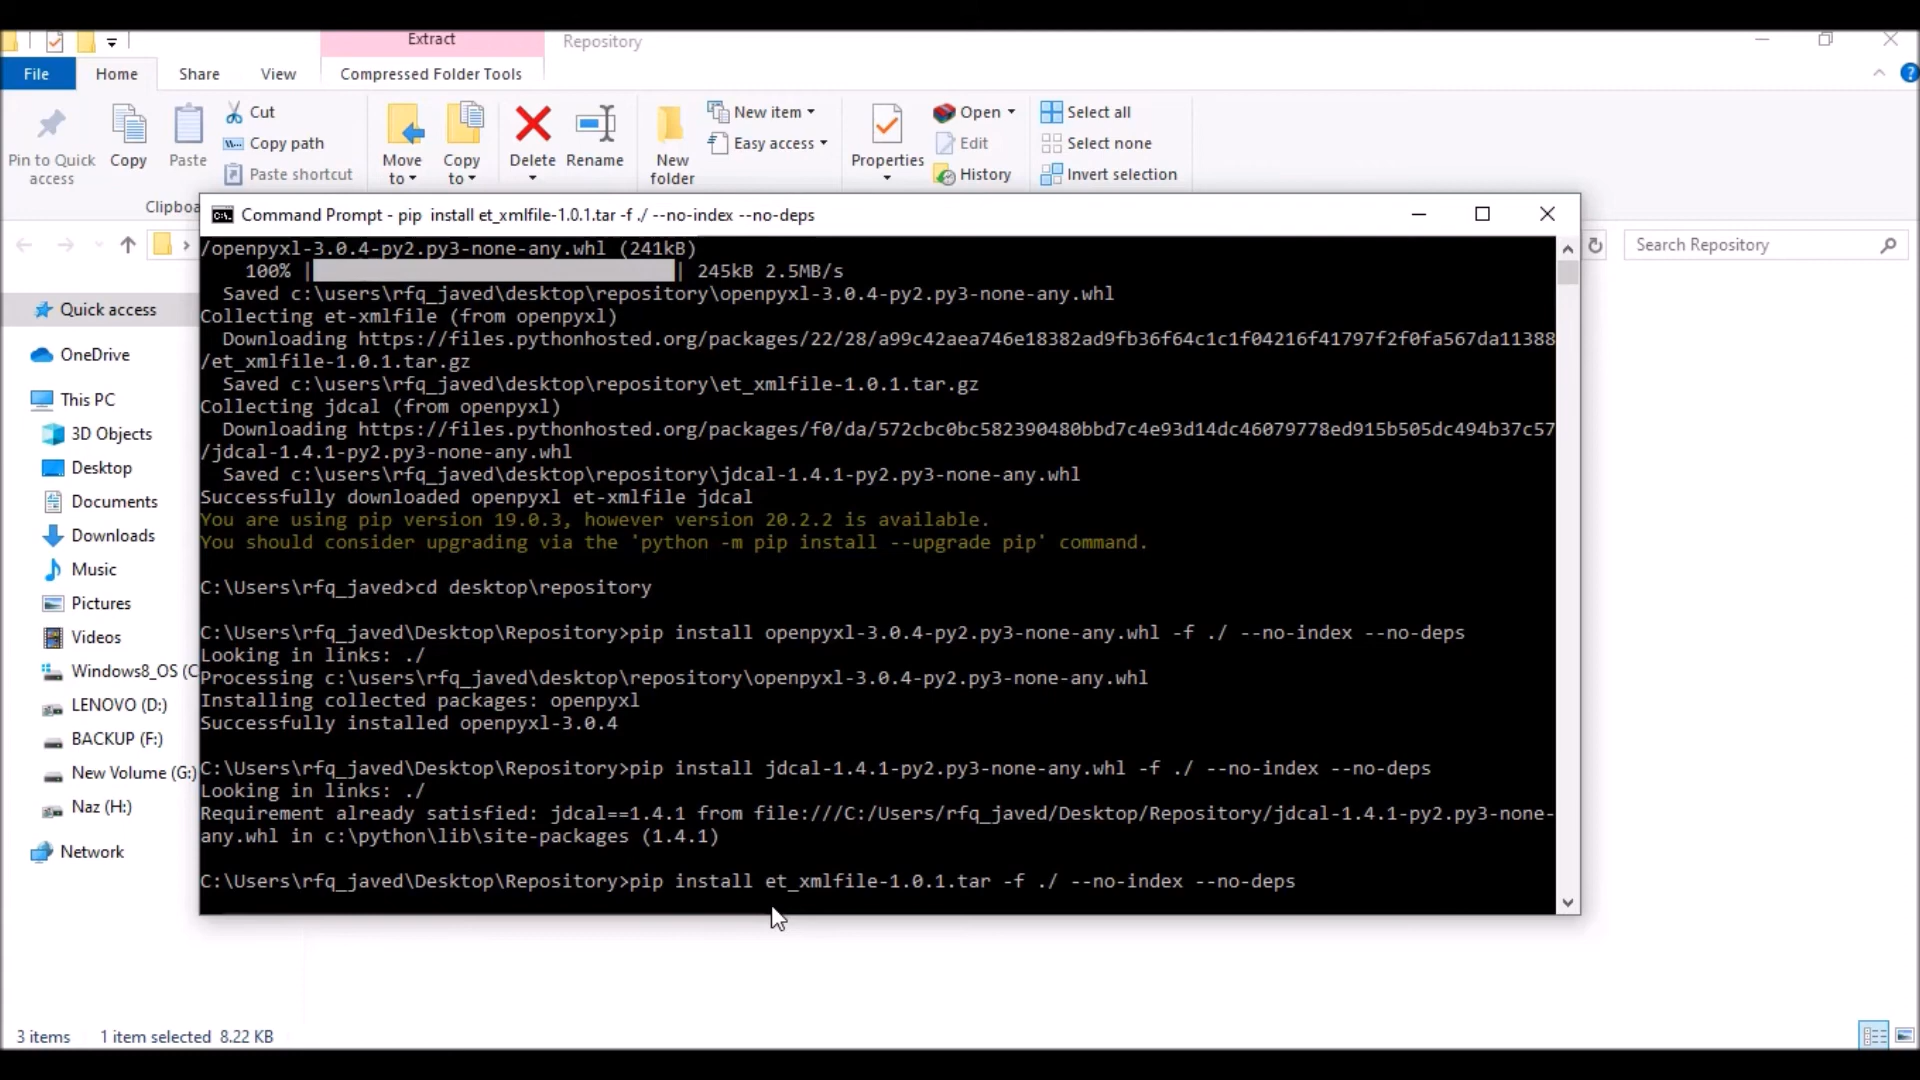 Extract
Repository
File
Home
Share
View
Compressed Folder Tools
Pin to Quick
access
Copy
Paste
Cut
Copy path
Paste shortcut
Move
to
Copy
to
Delete
Rename
New
folder
New item
Easy access
Properties
Open
Edit
History
Select all
Select none
Invert selection
Clipboa
Command Prompt - pip  install et_xmlfile-1.0.1.tar -f ./ --no-index --no-deps
Search Repository
Quick access
OneDrive
This PC
3D Objects
Desktop
Documents
Downloads
Music
Pictures
Videos
Windows8_OS (C
LENOVO (D:)
BACKUP (F:)
New Volume (G:)
Naz (H:)
Network
/openpyxl-3.0.4-py2.py3-none-any.whl (241kB)
100% | | 245kB 2.5MB/s
Saved c:\users\rfq_javed\desktop\repository\openpyxl-3.0.4-py2.py3-none-any.whl
Collecting et-xmlfile (from openpyxl)
Downloading https://files.pythonhosted.org/packages/22/28/a99c42aea746e18382ad9fb36f64c1c1f04216f41797f2f0fa567da11388
/et_xmlfile-1.0.1.tar.gz
Saved c:\users\rfq_javed\desktop\repository\et_xmlfile-1.0.1.tar.gz
Collecting jdcal (from openpyxl)
Downloading https://files.pythonhosted.org/packages/f0/da/572cbc0bc582390480bbd7c4e93d14dc46079778ed915b505dc494b37c57
/jdcal-1.4.1-py2.py3-none-any.whl
Saved c:\users\rfq_javed\desktop\repository\jdcal-1.4.1-py2.py3-none-any.whl
Successfully downloaded openpyxl et-xmlfile jdcal
You are using pip version 19.0.3, however version 20.2.2 is available.
You should consider upgrading via the 'python -m pip install --upgrade pip' command.
C:\Users\rfq_javed>cd desktop\repository
C:\Users\rfq_javed\Desktop\Repository>pip install openpyxl-3.0.4-py2.py3-none-any.whl -f ./ --no-index --no-deps
Looking in links: ./
Processing c:\users\rfq_javed\desktop\repository\openpyxl-3.0.4-py2.py3-none-any.whl
Installing collected packages: openpyxl
Successfully installed openpyxl-3.0.4
C:\Users\rfq_javed\Desktop\Repository>pip install jdcal-1.4.1-py2.py3-none-any.whl -f ./ --no-index --no-deps
Looking in links: ./
Requirement already satisfied: jdcal==1.4.1 from file:///C:/Users/rfq_javed/Desktop/Repository/jdcal-1.4.1-py2.py3-none-
any.whl in c:\python\lib\site-packages (1.4.1)
C:\Users\rfq_javed\Desktop\Repository>pip install et_xmlfile-1.0.1.tar -f ./ --no-index --no-deps
3 items
1 item selected 8.22 KB